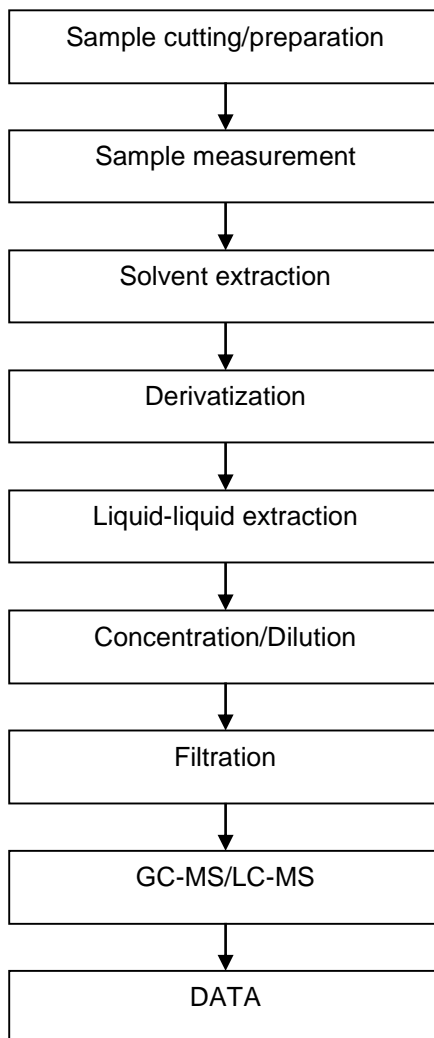 Sample cutting/preparation
Sample measurement
Solvent extraction
Derivatization
Liquid-liquid extraction
Concentration/Dilution
Filtration
GC-MS/LC-MS
DATA